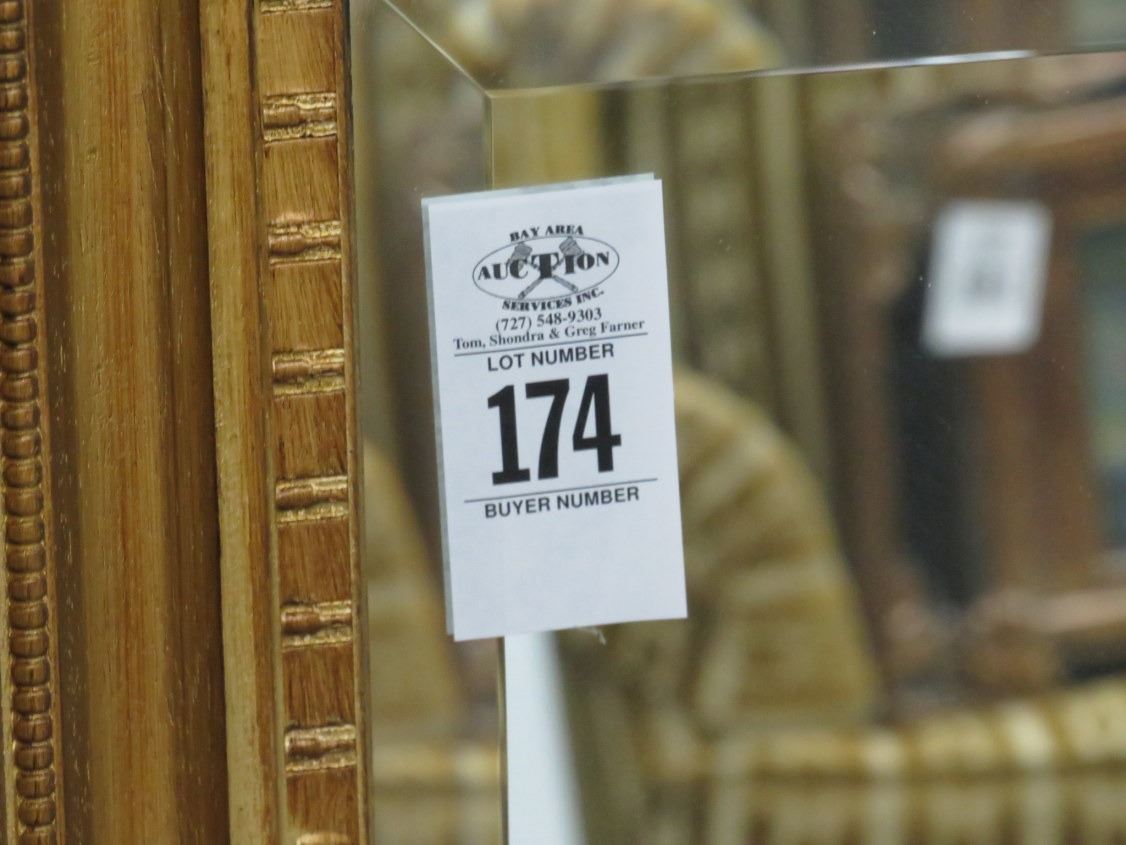 BAY AREA
AUCTION
SERVICES INC.
(727) 548-9303
Tom, Shondra & Greg Farner
LOT NUMBER
174
BUYER NUMBER